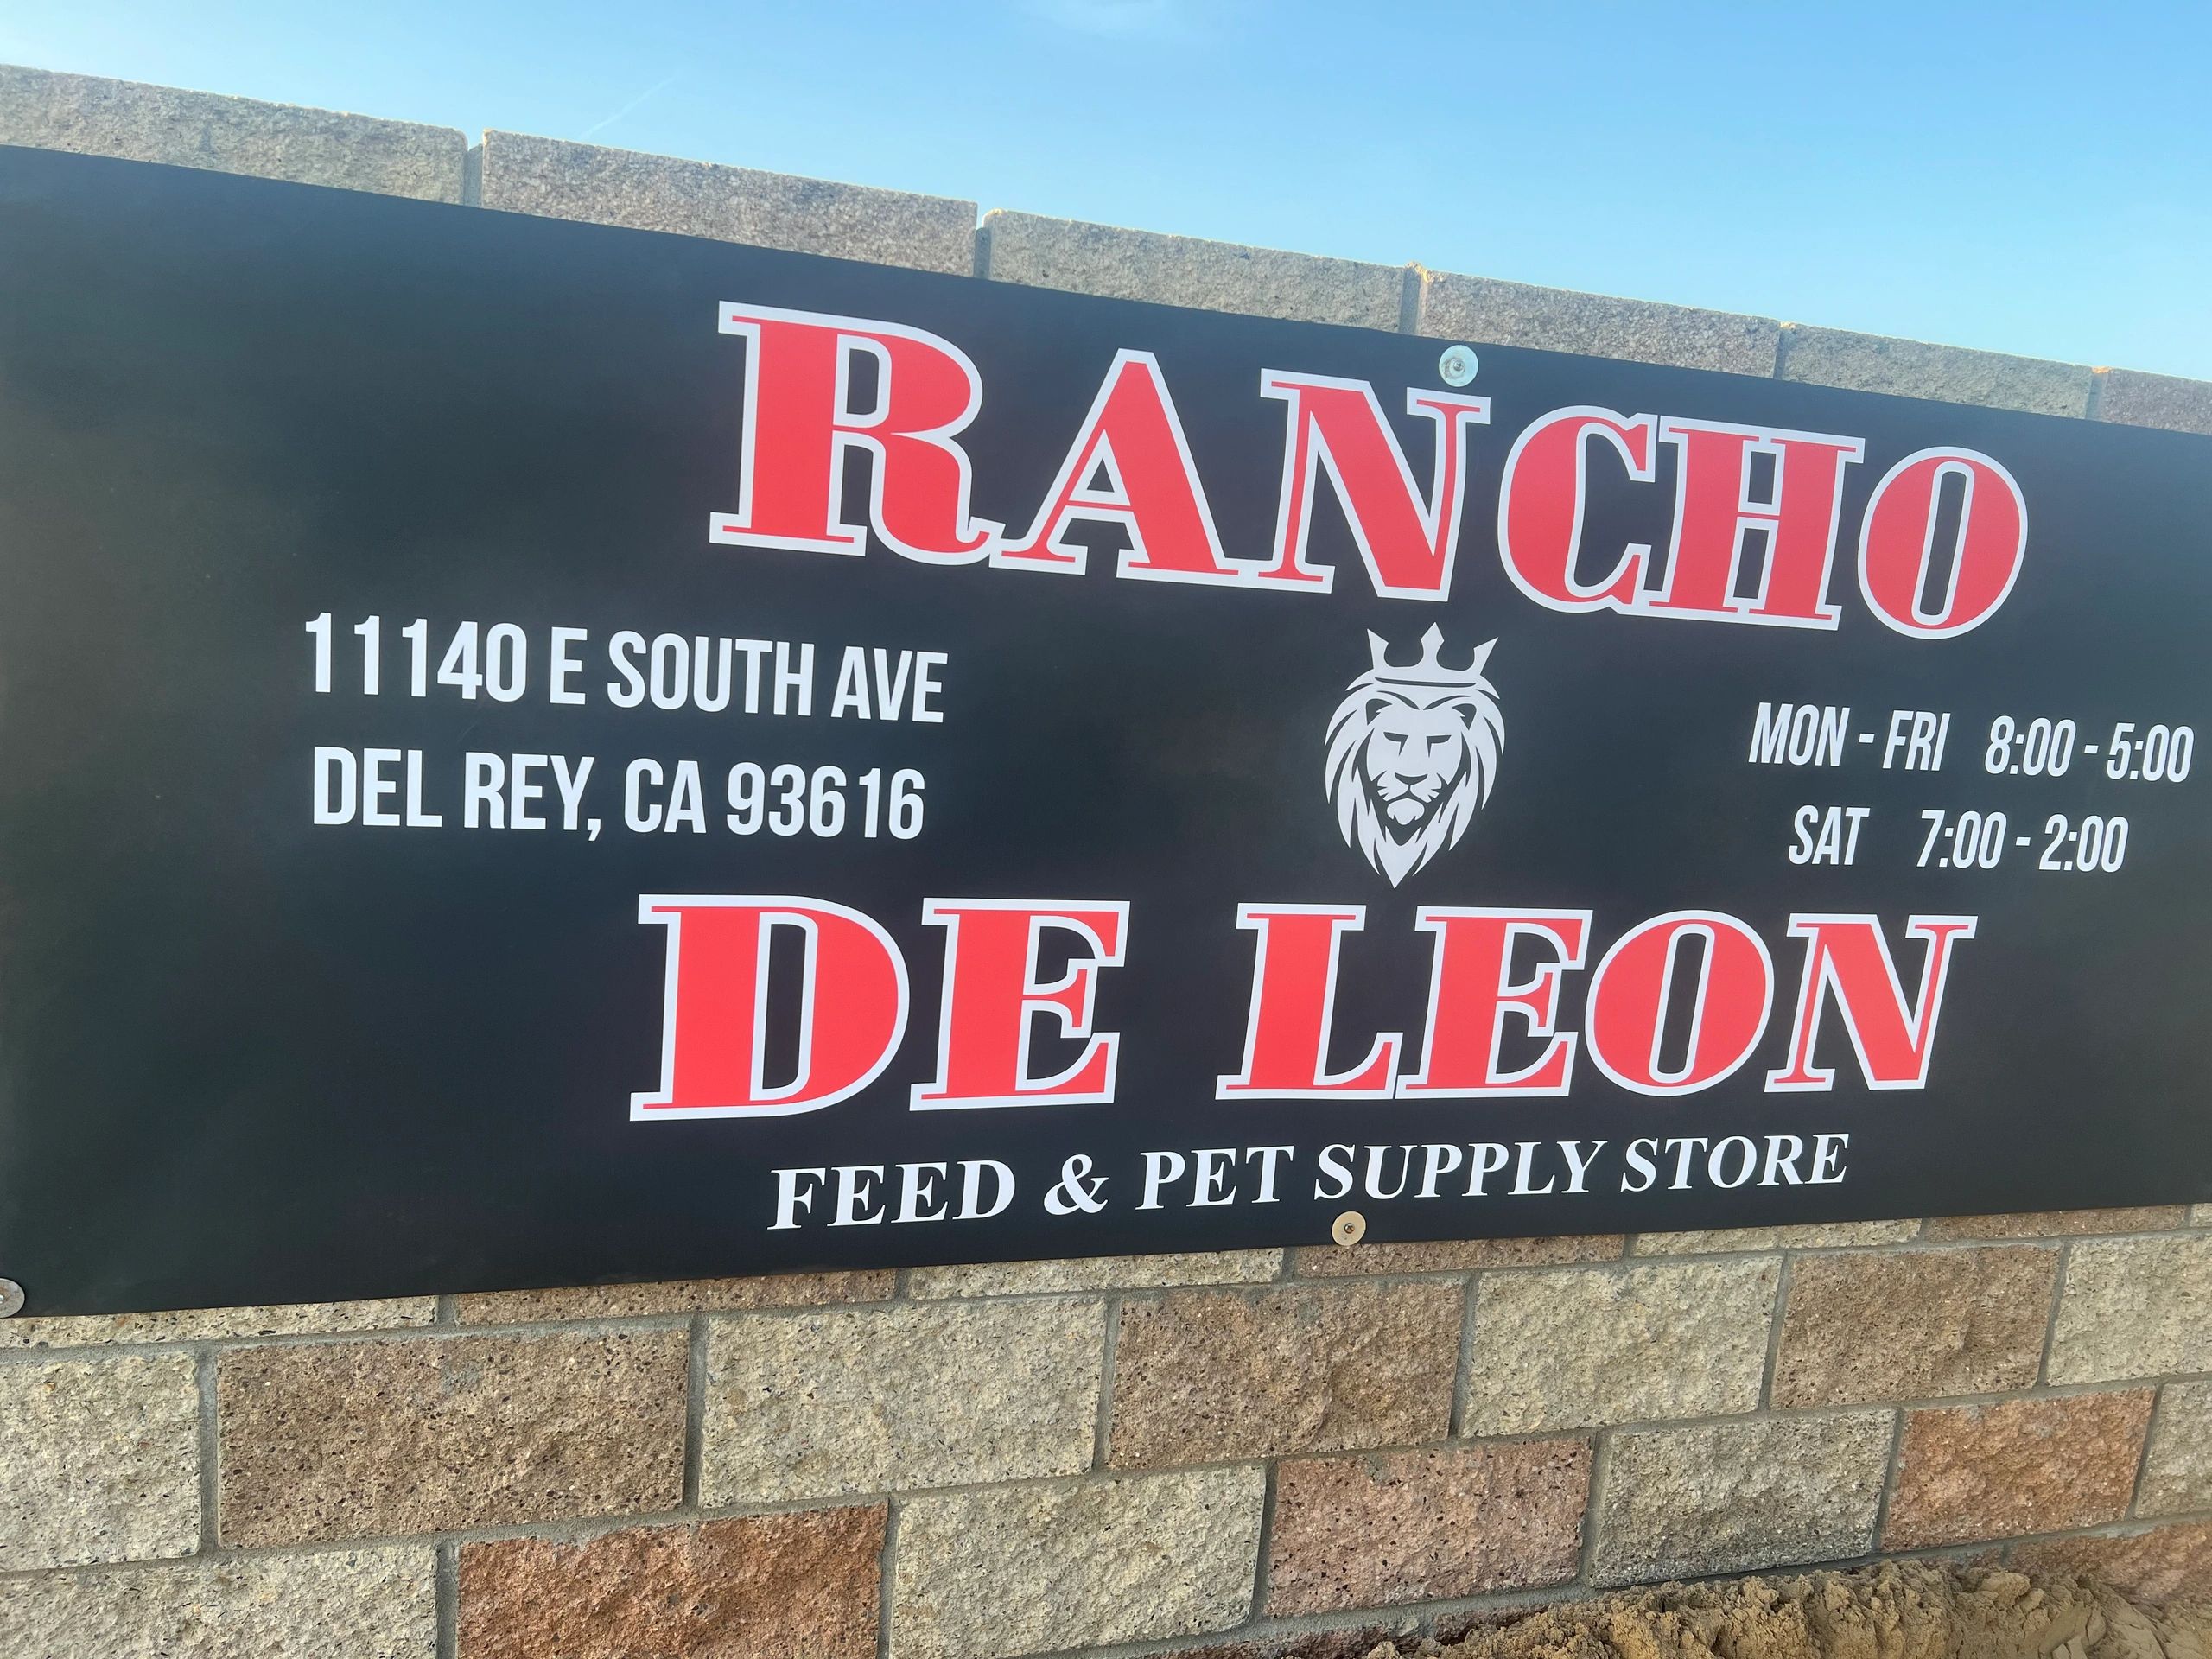 RANCHO
11140 E SOUTH AVE
DEL REY, CA 93616
MON - FRI 8:00 - 5:00
SAT 7:00 - 2:00
DE LEON
FEED & PET SUPPLY STORE